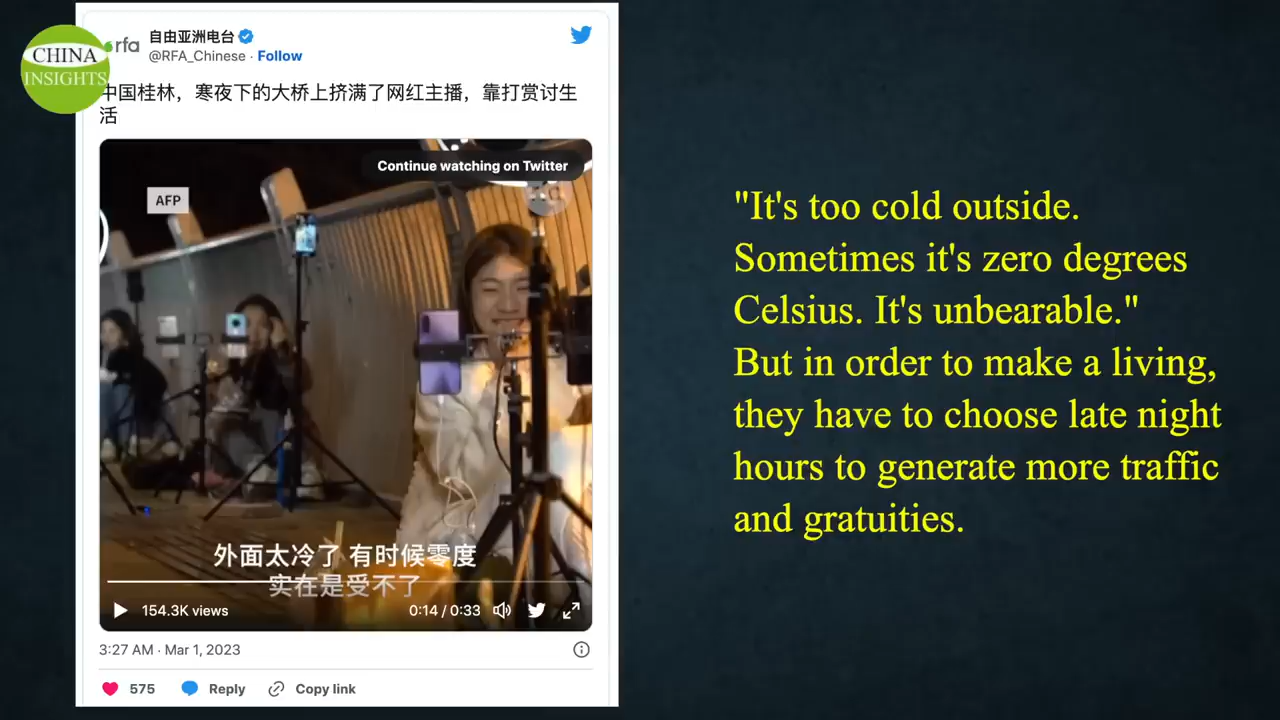 CHINA
INSIGHTS
rfa
自由亚洲电台
@RFA_Chinese · Follow
中国桂林，寒夜下的大桥上挤满了网红主播，靠打赏讨生
活
Continue watching on Twitter
AFP
外面太冷了 有时候零度
实在是受不了
154.3K views
0:14 / 0:33
3:27 AM · Mar 1, 2023
575
Reply
Copy link
"It's too cold outside.
Sometimes it's zero degrees
Celsius. It's unbearable."
But in order to make a living,
they have to choose late night
hours to generate more traffic
and gratuities.